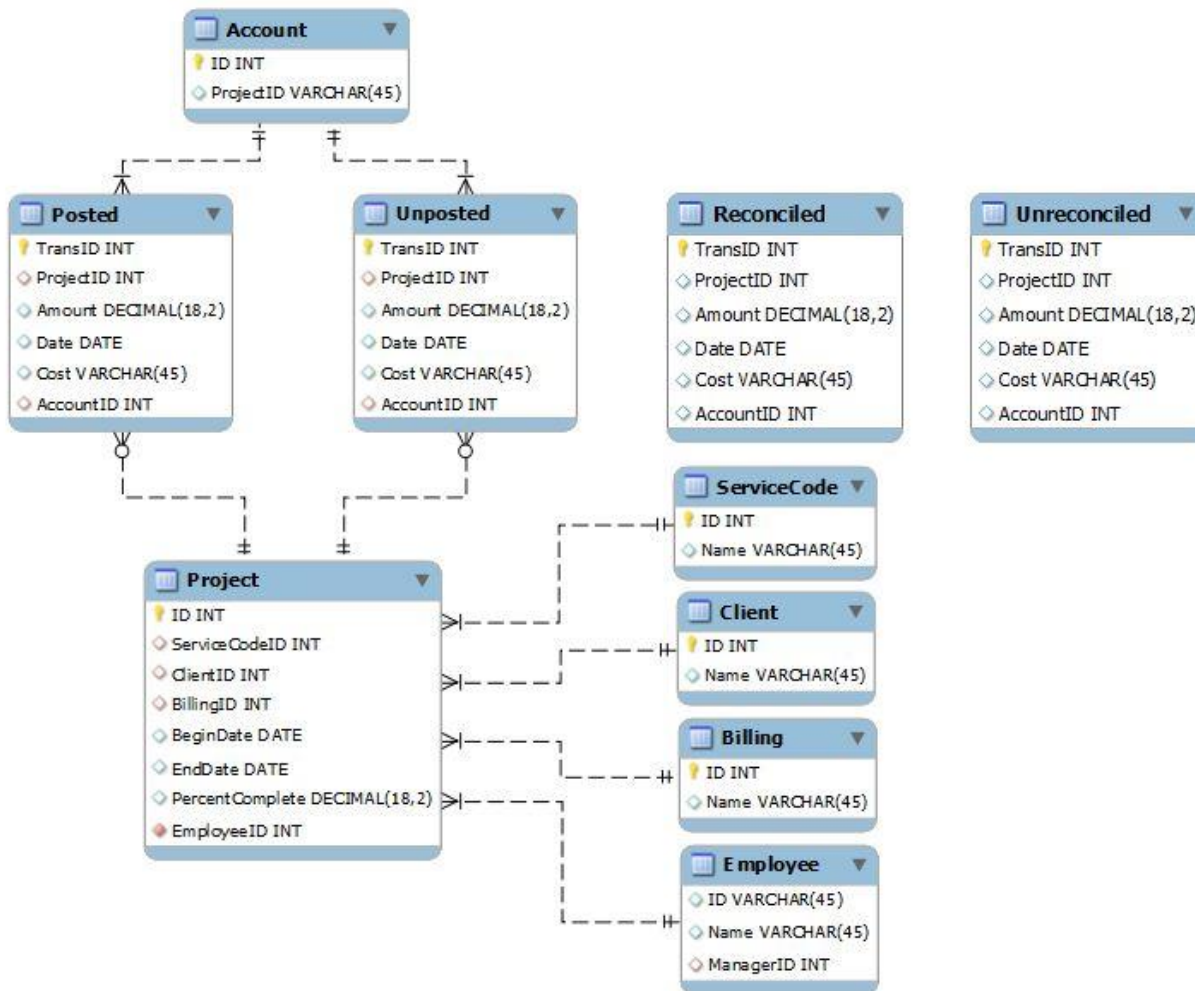 Account
ID INT
ProjectID VARCHAR(45)
Posted
TransID INT
ProjectID INT
Amount DECIMAL(18,2)
Date DATE
Cost VARCHAR(45)
AccountID INT
Unposted
TransID INT
ProjectID INT
Amount DECIMAL(18,2)
Date DATE
Cost VARCHAR(45)
AccountID INT
Reconciled
TransID INT
ProjectID INT
Amount DECIMAL(18,2)
Date DATE
Cost VARCHAR(45)
AccountID INT
Unreconciled
TransID INT
ProjectID INT
Amount DECIMAL(18,2)
Date DATE
Cost VARCHAR(45)
AccountID INT
Project
ID INT
ServiceCodeID INT
ClientID INT
BillingID INT
BeginDate DATE
EndDate DATE
PercentComplete DECIMAL(18,2)
EmployeeID INT
ServiceCode
ID INT
Name VARCHAR(45)
Client
ID INT
Name VARCHAR(45)
Billing
ID INT
Name VARCHAR(45)
Employee
ID VARCHAR(45)
Name VARCHAR(45)
ManagerID INT